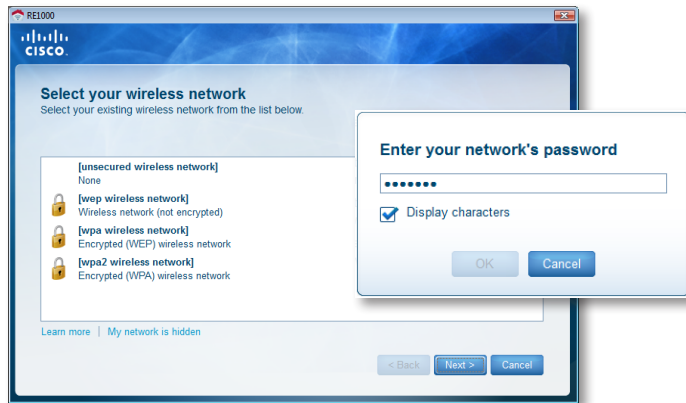 RE1000
CISCO.
Select your wireless network
Select your existing wireless network from the list below.
[unsecured wireless network]
None
[wep wireless network]
Wireless network (not encrypted)
[wpa wireless network]
Encrypted (WEP) wireless network
[wpa2 wireless network]
Encrypted (WPA) wireless network
Learn more | My network is hidden
< Back Next > Cancel
Enter your network's password
•••••••
Display characters
OK Cancel